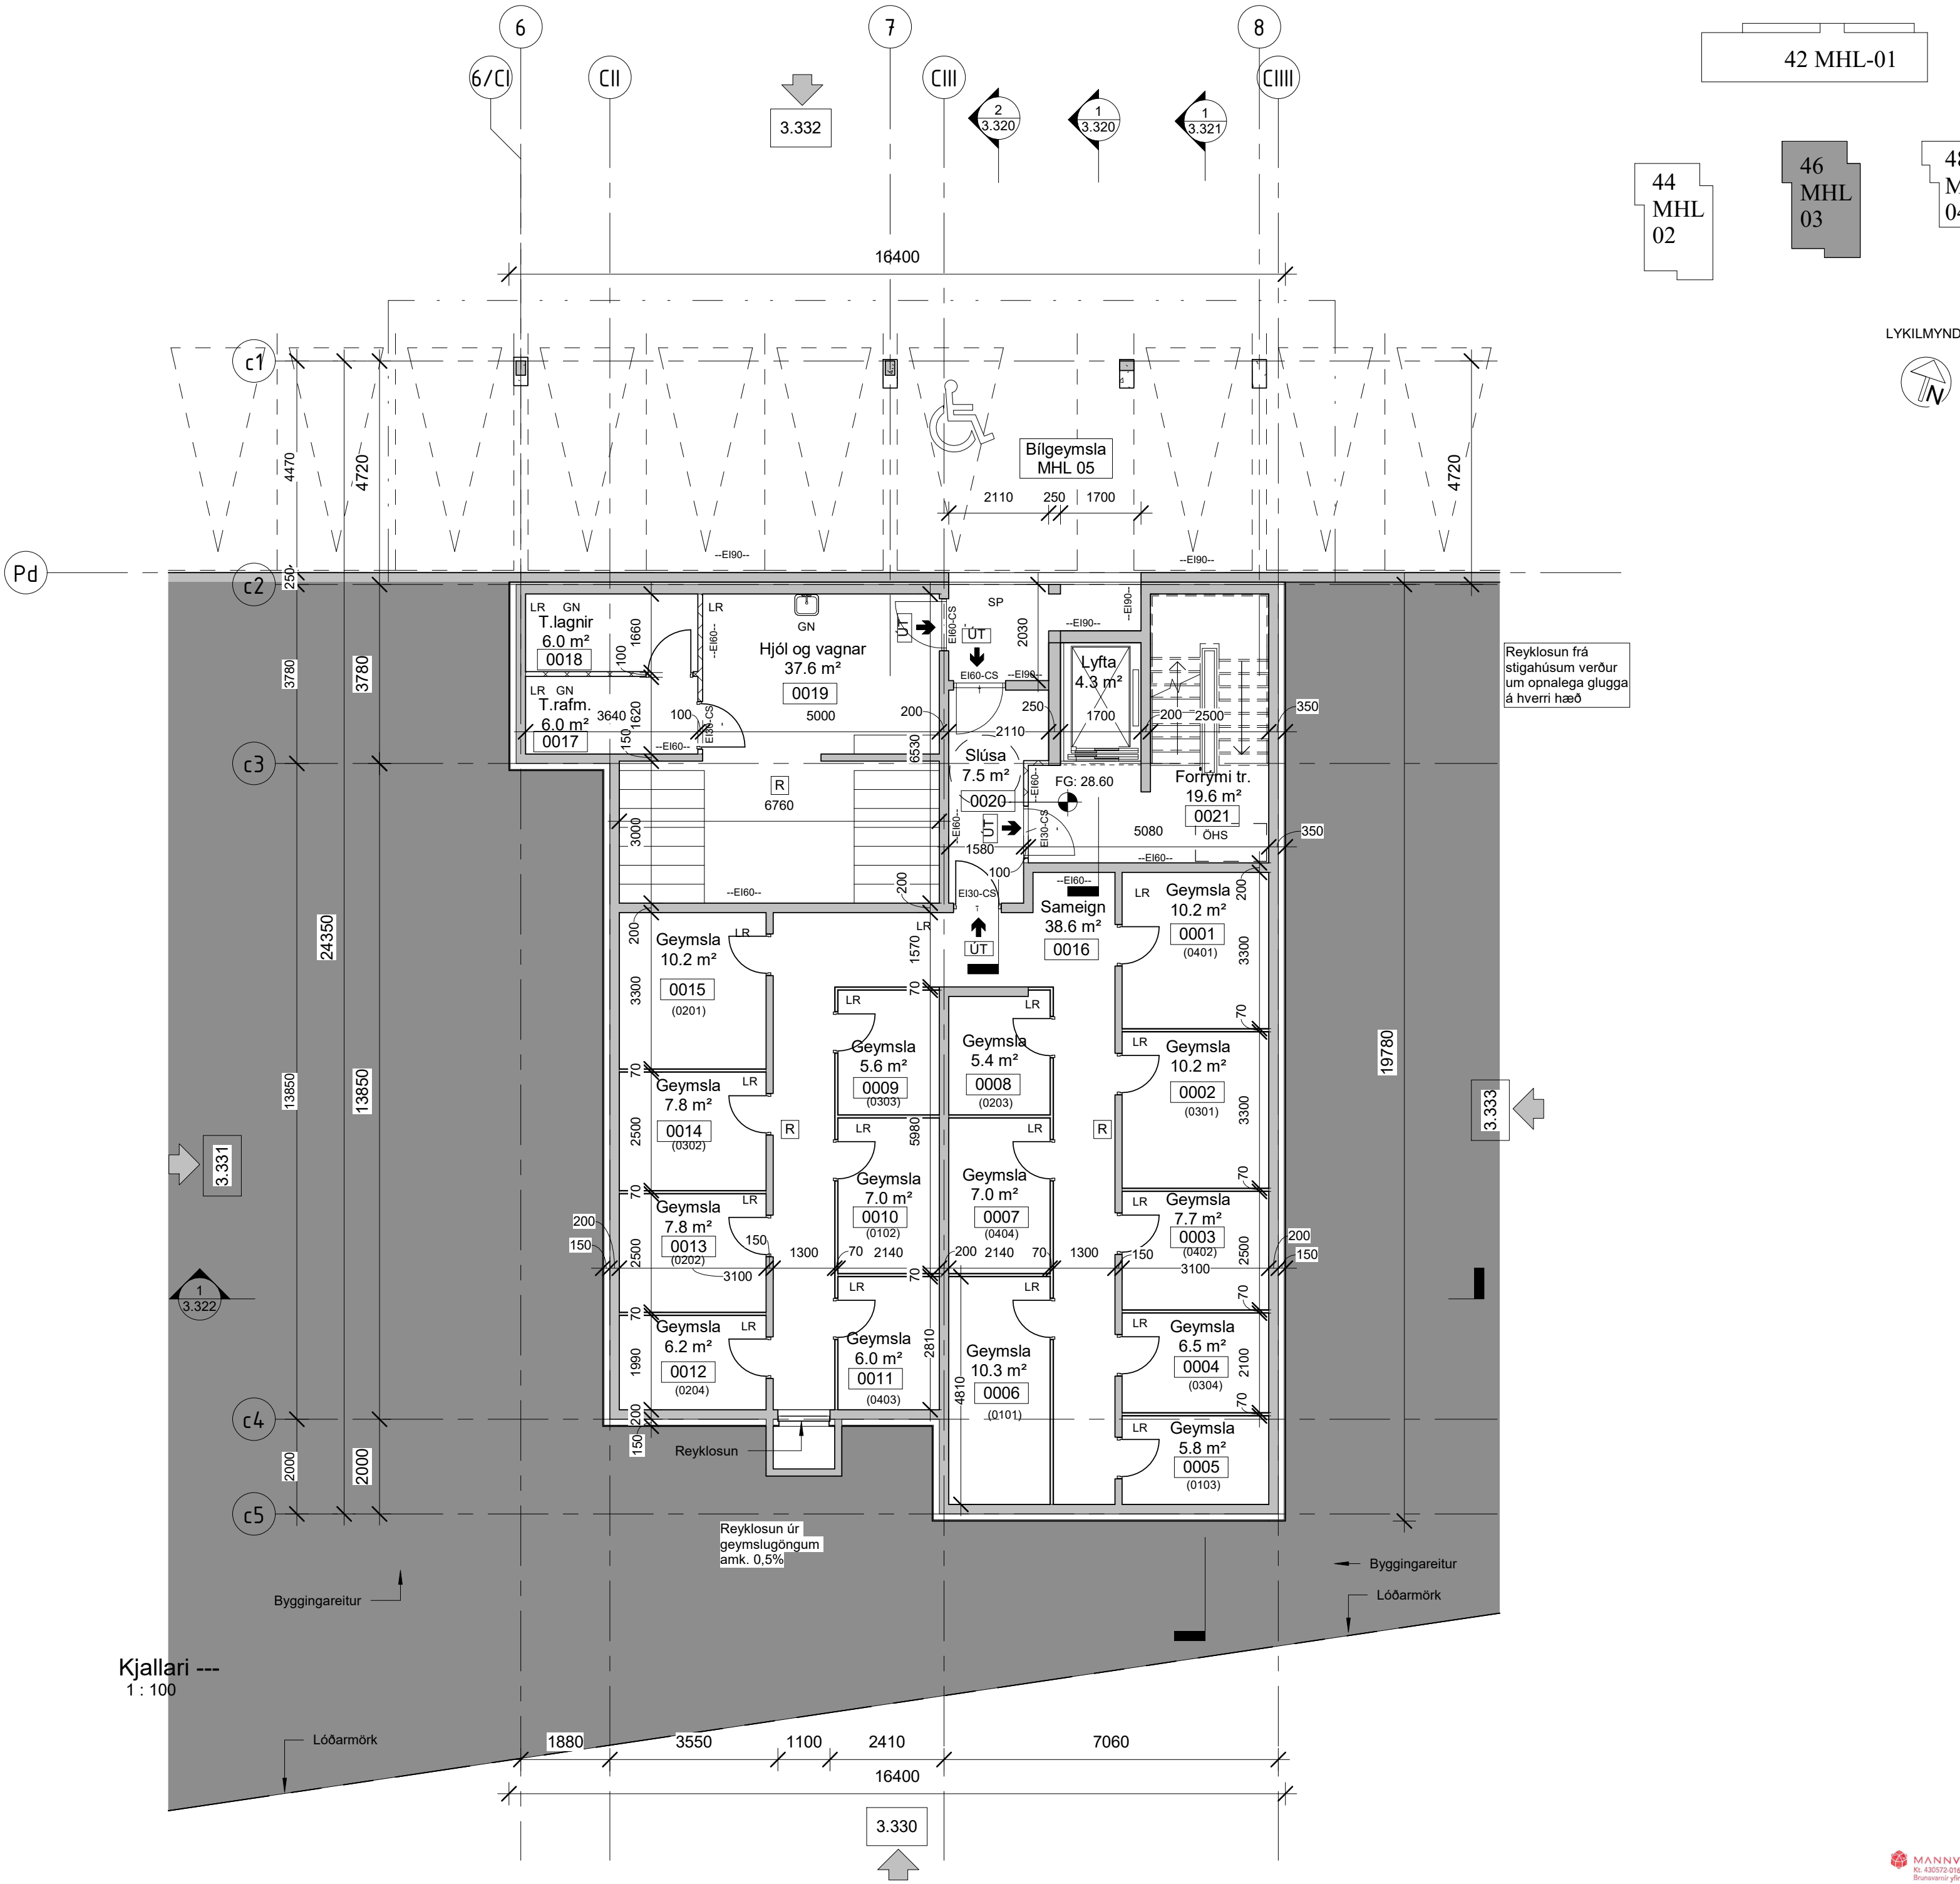 6
7
8
6/CI
CII
CIII
CIIII
3.332
2
3.320
1
3.320
1
3.321
42 MHL-01
44
MHL
02
46
MHL
03
LYKILMYND
N
16400
c1
4470
4720
4720
Bílgeymsla
MHL 05
2110
250
1700
--EI90--
--EI90--
Pd
c2
250
LR
GN
T.lagnir
6.0 m²
0018
1660
100
LR
--EI60--
GN
Hjól og vagnar
37.6 m²
0019
ÚT
EI60-CS
SP
ÚT
2030
--EI90--
--EI90--
EI60-CS
--EI90--
Lyfta
4.3 m²
Reyklosun frá
stigahúsum verður
um opnalega glugga
á hverri hæð
3780
3780
LR
GN
T.rafm.
6.0 m²
0017
3640
1620
150
100
EI30-CS
--EI60--
5000
200
6530
2110
250
1700
200
2500
350
c3
R
6760
3000
Slúsa
7.5 m²
0020
--EI60--
--EI60--
FG: 28.60
Forrými tr.
19.6 m²
0021
ÖHS
ÚT
EI30-CS
5080
350
1580
100
--EI60--
--EI60--
200
EI30-CS
--EI60--
200
24350
200
Geymsla
10.2 m²
0015
(0201)
LR
3300
LR
1570
ÚT
Sameign
38.6 m²
0016
LR
Geymsla
10.2 m²
0001
(0401)
3300
70
70
LR
Geymsla
5.6 m²
0009
(0303)
LR
Geymsla
5.4 m²
0008
(0203)
LR
Geymsla
10.2 m²
0002
(0301)
3300
19780
13850
13850
70
Geymsla
7.8 m²
0014
(0302)
LR
2500
R
R
5980
LR
Geymsla
7.0 m²
0010
(0102)
LR
Geymsla
7.0 m²
0007
(0404)
3.331
3.333
70
70
Geymsla
7.8 m²
0013
(0202)
LR
2500
LR
Geymsla
7.7 m²
0003
(0402)
2500
200
150
3100
150
1300
70
2140
200
2140
70
1300
150
3100
200
150
70
70
70
1
3.322
Geymsla
6.2 m²
0012
(0204)
LR
1990
LR
Geymsla
6.0 m²
0011
(0403)
2810
LR
Geymsla
10.3 m²
0006
(0101)
4810
LR
Geymsla
6.5 m²
0004
(0304)
2100
70
c4
200
150
Reyklosun
LR
Geymsla
5.8 m²
0005
(0103)
2000
2000
c5
Reyklosun úr
geymslugöngum
amk. 0,5%
Byggingareitur
Byggingareitur
Lóðarmörk
Kjallari ---
1 : 100
Lóðarmörk
1880
3550
1100
2410
7060
16400
3.330